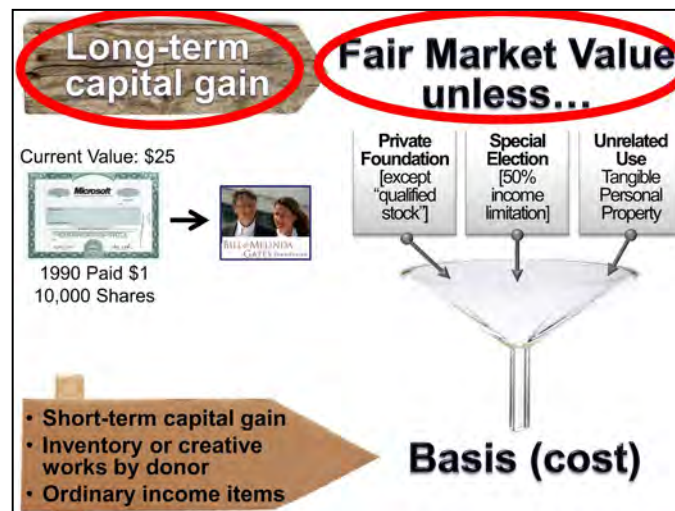 Long-term
capital gain
Fair Market Value
unless…
Current Value: $25
Microsoft
1990 Paid $1
10,000 Shares
BILL & MELINDA
GATES foundation
Private
Foundation
[except
"qualified
stock"]
Special
Election
[50%
income
limitation]
Unrelated
Use
Tangible
Personal
Property
• Short-term capital gain
• Inventory or creative
works by donor
• Ordinary income items
Basis (cost)